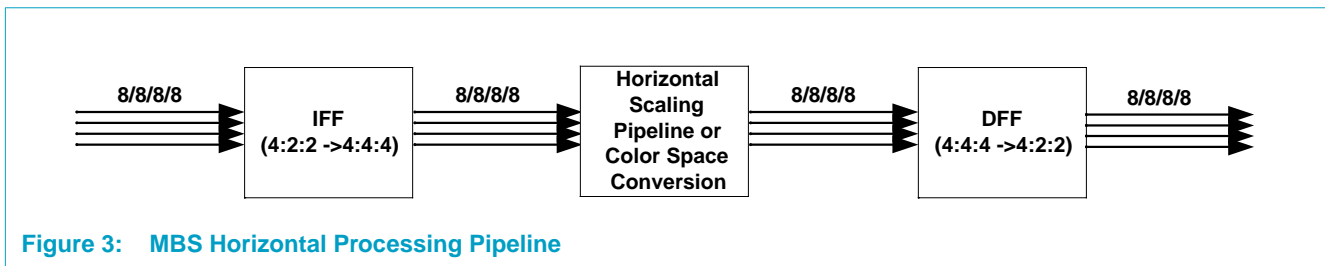 8/8/8/8
IFF
(4:2:2 ->4:4:4)
8/8/8/8
Horizontal
Scaling
Pipeline or
Color Space
Conversion
8/8/8/8
DFF
(4:4:4 ->4:2:2)
8/8/8/8
Figure 3: MBS Horizontal Processing Pipeline